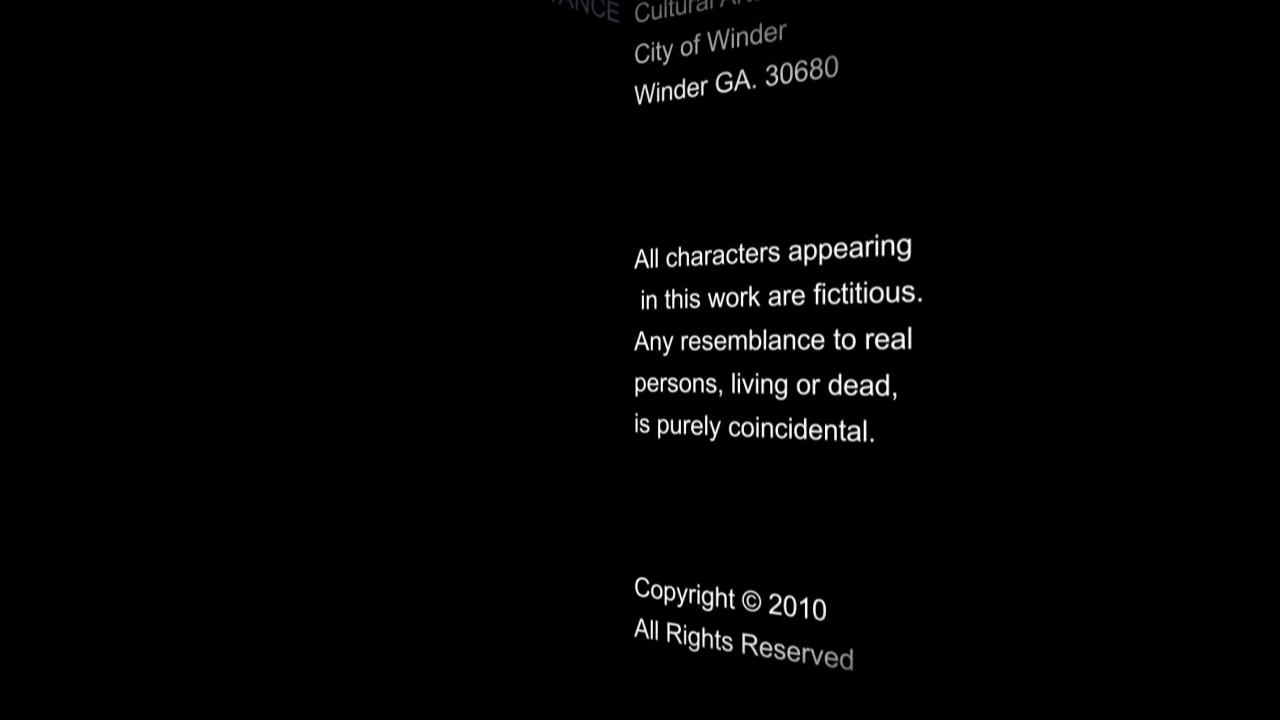 Cultural
City of Winder
Winder GA. 30680
All characters appearing
in this work are fictitious.
Any resemblance to real
persons, living or dead,
is purely coincidental.
Copyright © 2010
All Rights Reserved